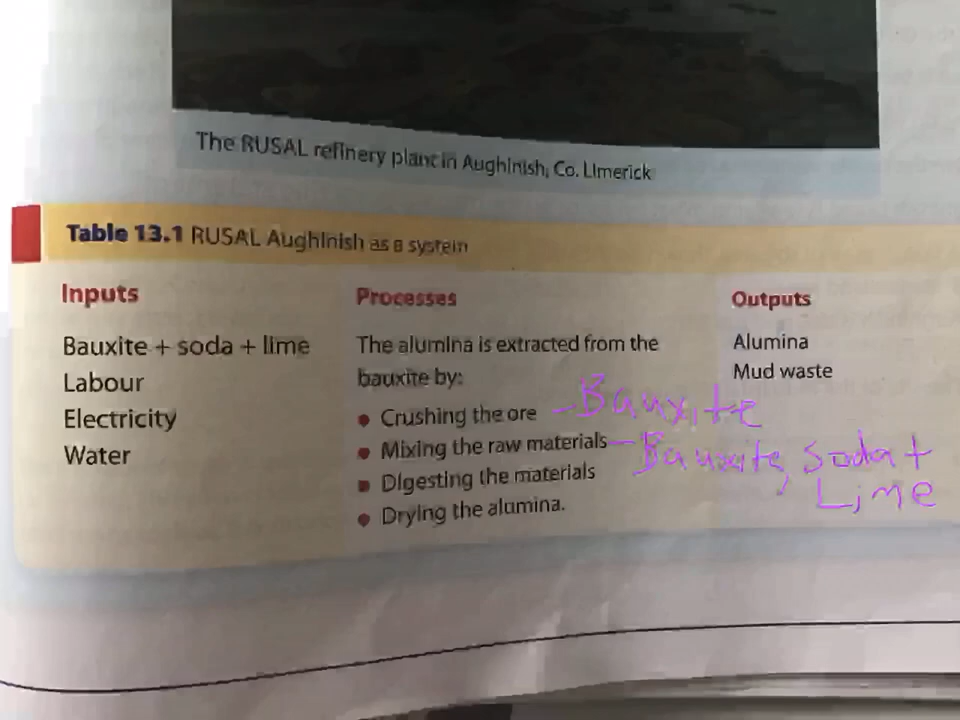 The RUSAL refinery plant in Aughinish, Co. Limerick
Table 13.1 RUSAL Aughinish as a system
Inputs
Bauxite + soda + lime
Labour
Electricity
Water
Processes
The alumina is extracted from the
bauxite by:
• Crushing the ore – Bauxite
• Mixing the raw materials – Bauxite, Soda +
Lime
• Digesting the materials
• Drying the alumina.
Outputs
Alumina
Mud waste